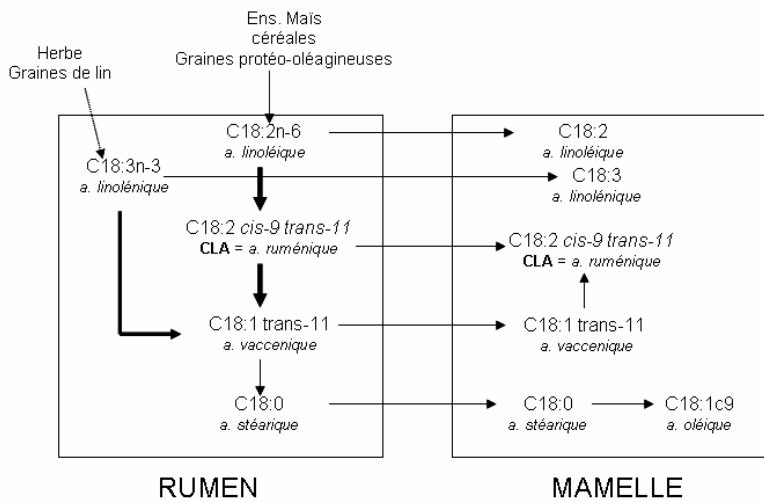 Ens. Maïs
céréales
Graines protéo-oléagineuses
Herbe
Graines de lin
C18:2n-6
a. linoléique
C18:3n-3
a. linolénique
C18:2 cis-9 trans-11
CLA = a. ruménique
C18:1 trans-11
a. vaccenique
C18:0
a. stéarique
RUMEN
C18:2
a. linoléique
C18:3
a. linolénique
C18:2 cis-9 trans-11
CLA = a. ruménique
C18:1 trans-11
a. vaccenique
C18:0
a. stéarique
C18:1c9
a. oléique
MAMELLE